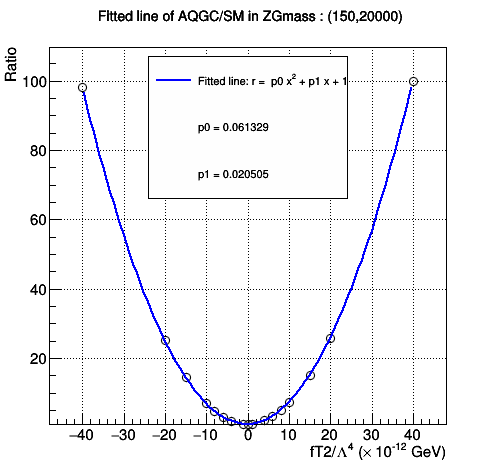 FItted line of AQGC/SM in ZGmass : (150,20000)
Ratio
Fitted line: r = p0 x² + p1 x + 1
p0 = 0.061329
p1 = 0.020505
100
80
60
40
20
−40 −30 −20 −10 0 10 20 30 40
fT2/Λ⁴ (× 10⁻¹² GeV)